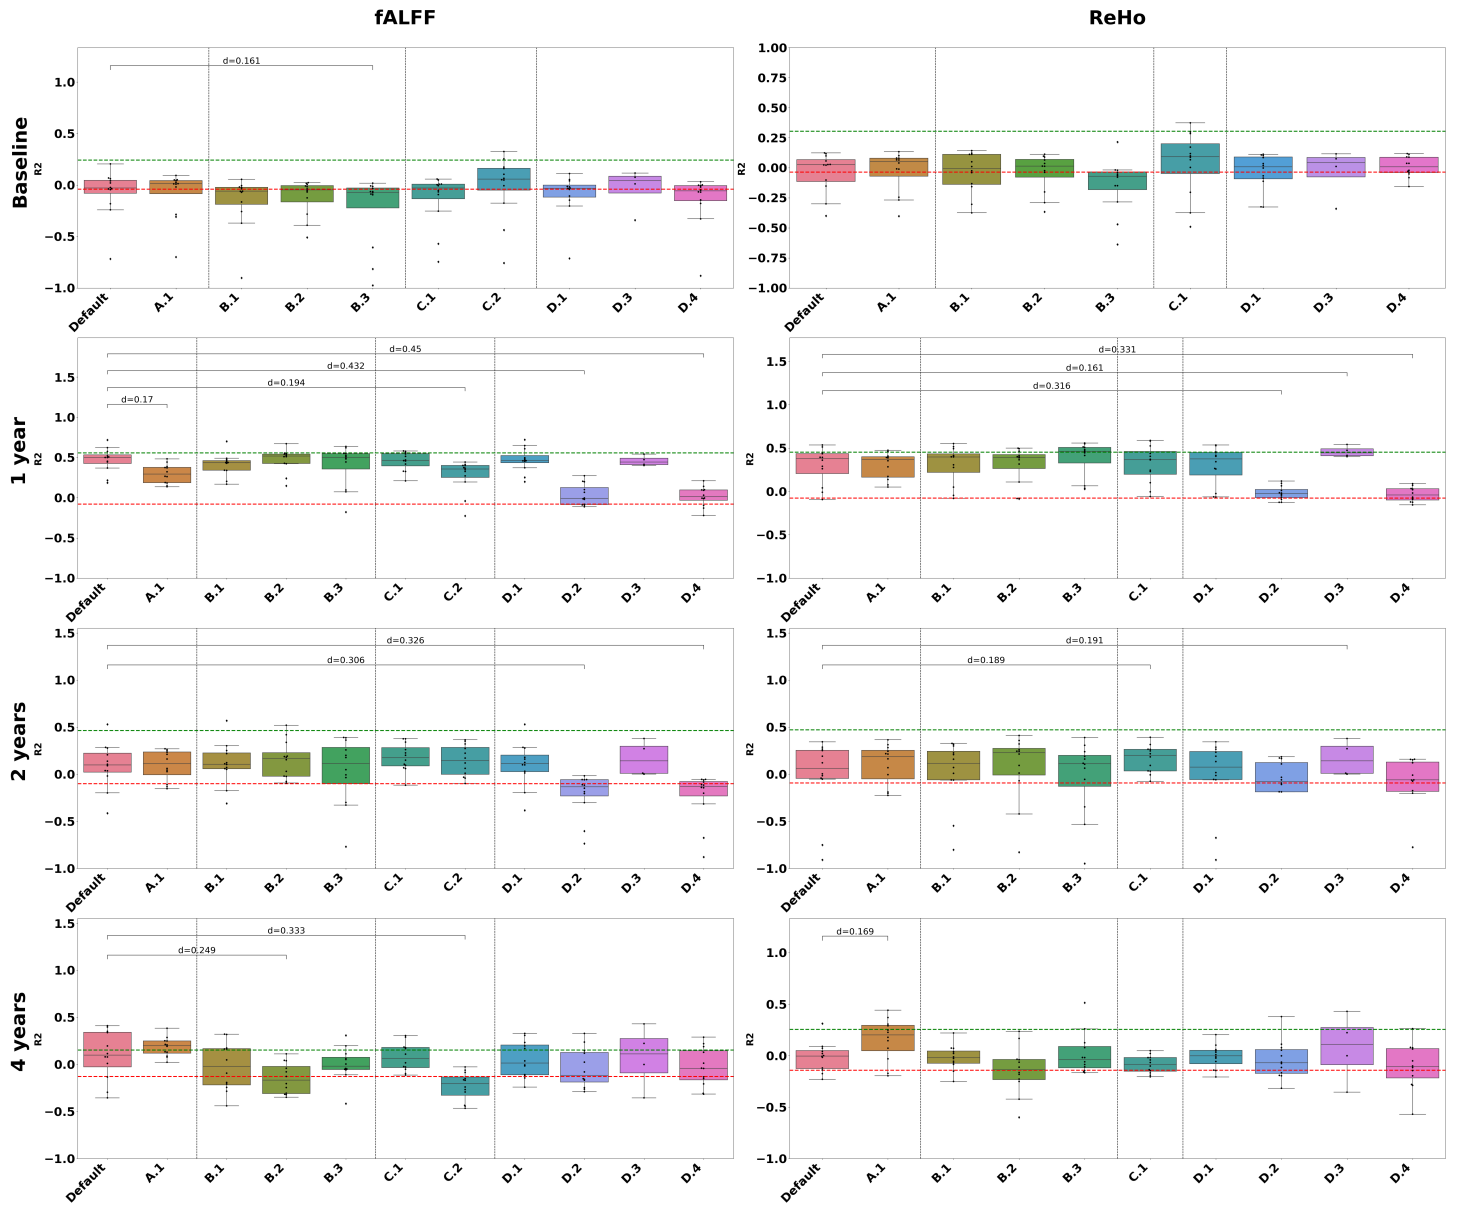 fALFF
ReHo
Baseline
R2
1.0
0.5
0.0
−0.5
−1.0
d=0.161
Default
A.1
B.1
B.2
B.3
C.1
C.2
D.1
D.3
D.4
R2
1.00
0.75
0.50
0.25
0.00
−0.25
−0.50
−0.75
−1.00
Default
A.1
B.1
B.2
B.3
C.1
D.1
D.3
D.4
1 year
R2
1.5
1.0
0.5
0.0
−0.5
−1.0
d=0.45
d=0.432
d=0.194
d=0.17
Default
A.1
B.1
B.2
B.3
C.1
C.2
D.1
D.2
D.3
D.4
R2
1.5
1.0
0.5
0.0
−0.5
−1.0
d=0.331
d=0.161
d=0.316
Default
A.1
B.1
B.2
B.3
C.1
D.1
D.2
D.3
D.4
2 years
R2
1.5
1.0
0.5
0.0
−0.5
−1.0
d=0.326
d=0.306
Default
A.1
B.1
B.2
B.3
C.1
C.2
D.1
D.2
D.3
D.4
R2
1.5
1.0
0.5
0.0
−0.5
−1.0
d=0.191
d=0.189
Default
A.1
B.1
B.2
B.3
C.1
D.1
D.2
D.3
D.4
4 years
R2
1.5
1.0
0.5
0.0
−0.5
−1.0
d=0.333
d=0.249
Default
A.1
B.1
B.2
B.3
C.1
C.2
D.1
D.2
D.3
D.4
R2
1.0
0.5
0.0
−0.5
−1.0
d=0.169
Default
A.1
B.1
B.2
B.3
C.1
D.1
D.2
D.3
D.4